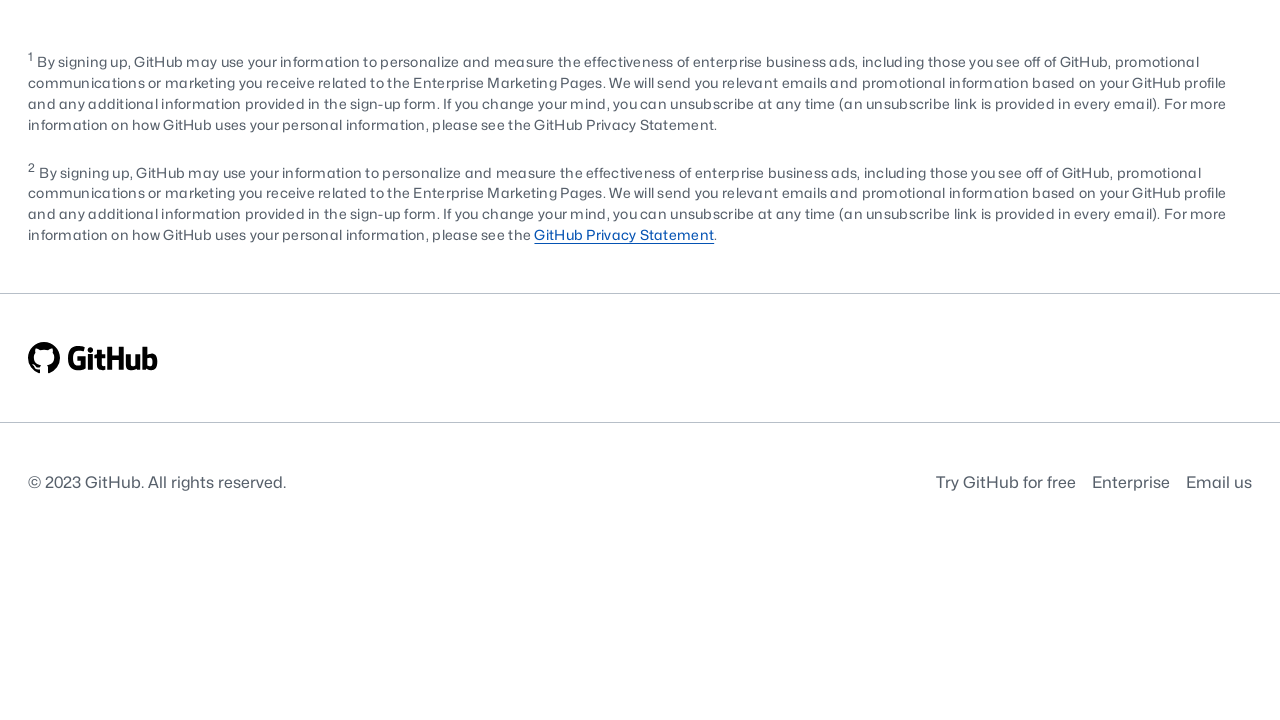 1 By signing up, GitHub may use your information to personalize and measure the effectiveness of enterprise business ads, including those you see off of GitHub, promotional
communications or marketing you receive related to the Enterprise Marketing Pages. We will send you relevant emails and promotional information based on your GitHub profile
and any additional information provided in the sign-up form. If you change your mind, you can unsubscribe at any time (an unsubscribe link is provided in every email). For more
information on how GitHub uses your personal information, please see the GitHub Privacy Statement.
2 By signing up, GitHub may use your information to personalize and measure the effectiveness of enterprise business ads, including those you see off of GitHub, promotional
communications or marketing you receive related to the Enterprise Marketing Pages. We will send you relevant emails and promotional information based on your GitHub profile
and any additional information provided in the sign-up form. If you change your mind, you can unsubscribe at any time (an unsubscribe link is provided in every email). For more
information on how GitHub uses your personal information, please see the GitHub Privacy Statement.
GitHub
© 2023 GitHub. All rights reserved. Try GitHub for free Enterprise Email us